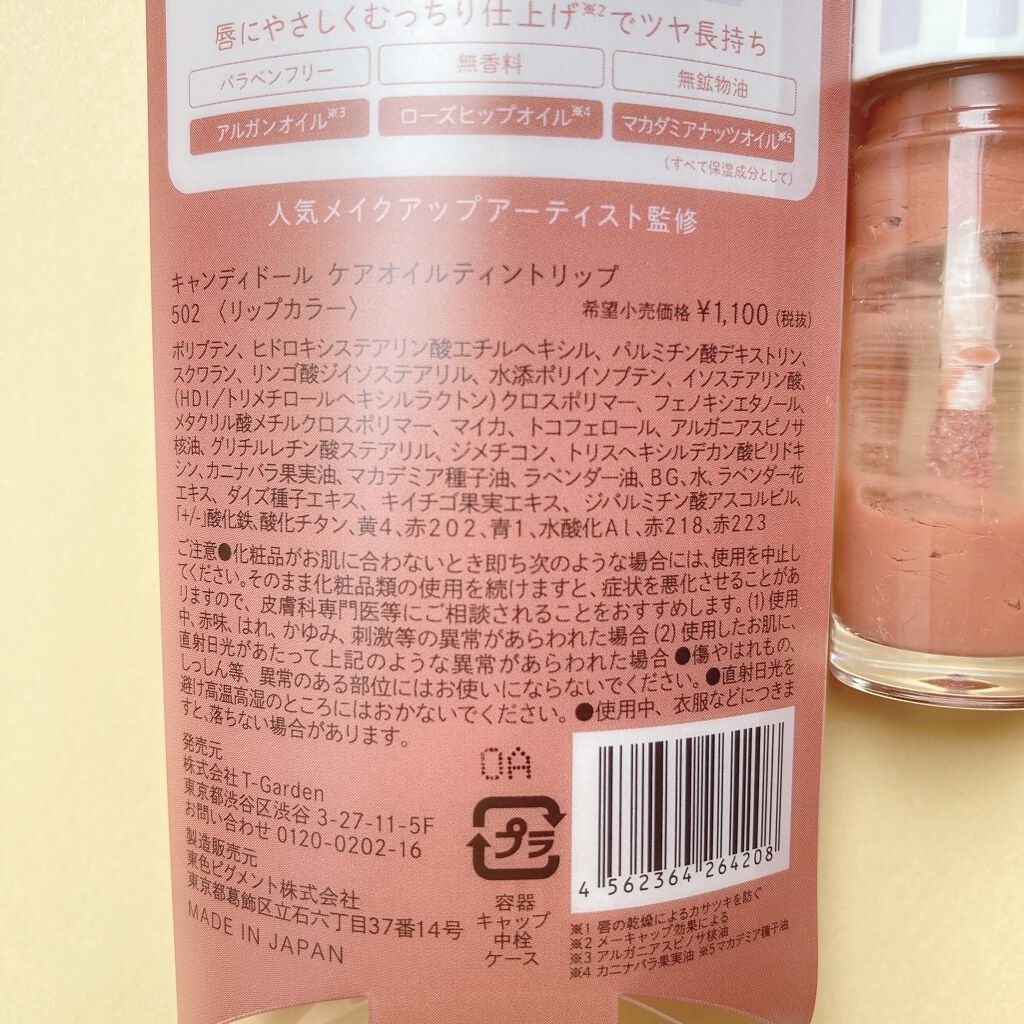 唇にやさしくむっちり仕上げ※2でツヤ長持ち
パラベンフリー 無香料 無鉱物油
アルガンオイル※3 ローズヒップオイル※4 マカダミアナッツオイル※5
(すべて保湿成分として)
人気メイクアップアーティスト監修
キャンディドール ケアオイルティントリップ
502 〈リップカラー〉 希望小売価格 ¥1,100 (税抜)
ポリブテン、ヒドロキシステアリン酸エチルヘキシル、パルミチン酸デキストリン、
スクワラン、リンゴ酸ジイソステアリル、水添ポリイソブテン、イソステアリン酸、
(HDI/トリメチロールヘキシルラクトン)クロスポリマー、フェノキシエタノール、
メタクリル酸メチルクロスポリマー、マイカ、トコフェロール、アルガニアスピノサ
核油、グリチルレチン酸ステアリル、ジメチコン、トリスヘキシルデカン酸ピリドキ
シン、カニナバラ果実油、マカデミア種子油、ラベンダー油、BG、水、ラベンダー花
エキス、ダイズ種子エキス、キイチゴ果実エキス、ジパルミチン酸アスコルビル、
「+/-」酸化鉄、酸化チタン、黄4、赤202、青1、水酸化Al、赤218、赤223
ご注意●化粧品がお肌に合わないとき即ち次のような場合には、使用を中止し
てください。そのまま化粧品類の使用を続けますと、症状を悪化させることがあ
りますので、皮膚科専門医等にご相談されることをおすすめします。(1)使用
中、赤味、はれ、かゆみ、刺激等の異常があらわれた場合(2)使用したお肌に、
直射日光があたって上記のような異常があらわれた場合●傷やはれもの、
しっしん等、異常のある部位にはお使いにならないでください。●直射日光を
避け高温高湿のところにはおかないでください。●使用中、衣服などにつきま
すと、落ちない場合があります。
発売元
株式会社 T-Garden
東京都渋谷区渋谷 3-27-11-5F
お問い合わせ 0120-0202-16
製造販売元
東色ピグメント株式会社
東京都葛飾区立石六丁目37番14号
MADE IN JAPAN
0A
プラ
容器
キャップ
中栓
ケース
4 562364 264208
※1 唇の乾燥によるカサツキを防ぐ
※2 メーキャップ効果による
※3 アルガニアスピノサ核油
※4 カニナバラ果実油 ※5マカデミア種子油